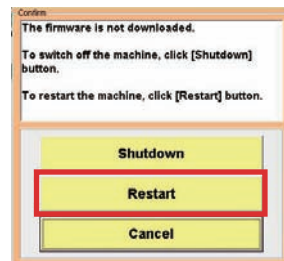 Confirm
The firmware is not downloaded.
To switch off the machine, click [Shutdown]
button.
To restart the machine, click [Restart] button.
Shutdown
Restart
Cancel